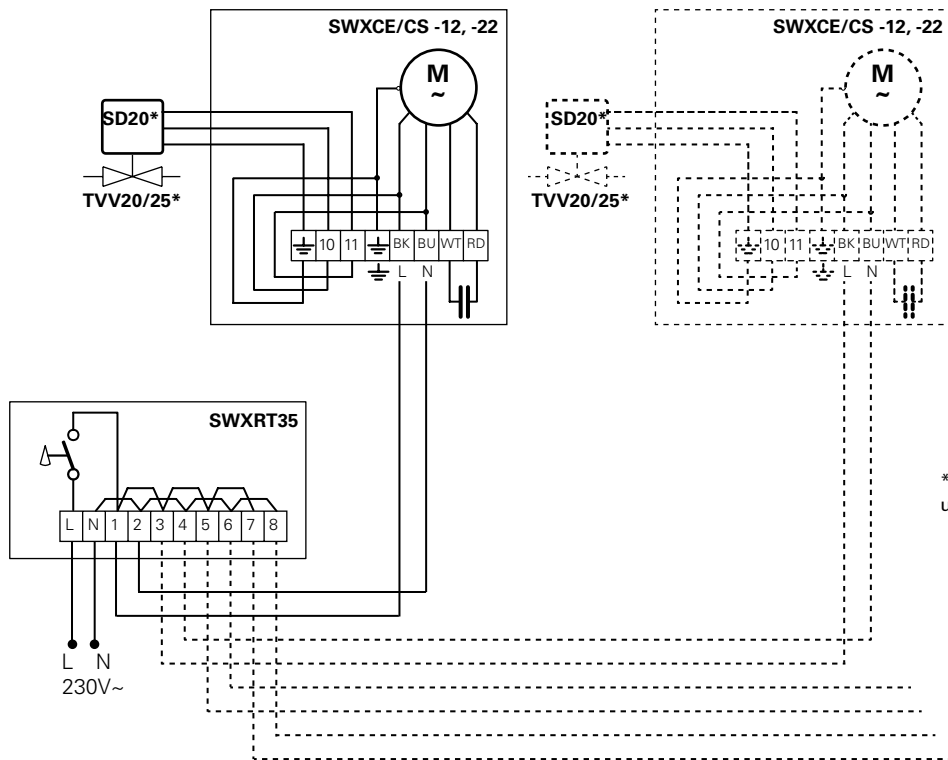 SWXCE/CS -12, -22
M
~
SD20*
TVV20/25*
10 11 BK BU WT RD
L N
SWXCE/CS -12, -22
M
~
SD20*
TVV20/25*
10 11 BK BU WT RD
L N
SWXRT35
L N 1 2 3 4 5 6 7 8
L N
230V~
*
u